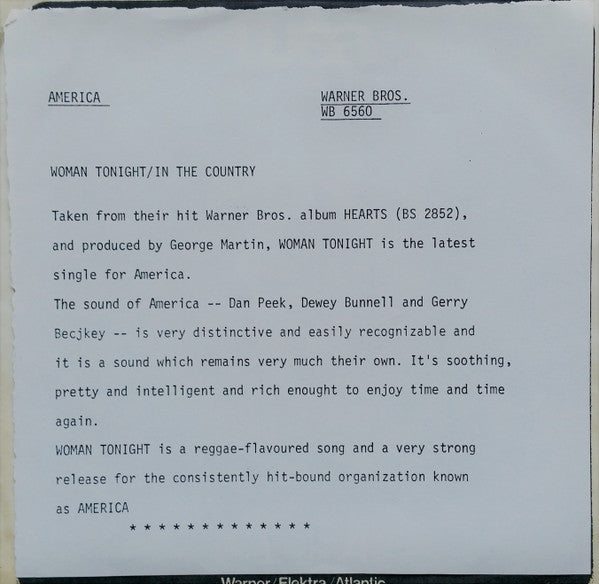 AMERICA WARNER BROS.
WB 6560
WOMAN TONIGHT/IN THE COUNTRY
Taken from their hit Warner Bros. album HEARTS (BS 2852),
and produced by George Martin, WOMAN TONIGHT is the latest
single for America.
The sound of America -- Dan Peek, Dewey Bunnell and Gerry
Becjkey -- is very distinctive and easily recognizable and
it is a sound which remains very much their own. It's soothing,
pretty and intelligent and rich enought to enjoy time and time
again.
WOMAN TONIGHT is a reggae-flavoured song and a very strong
release for the consistently hit-bound organization known
as AMERICA
* * * * * * * * * * * * *
Warner/Elektra/Atlantic